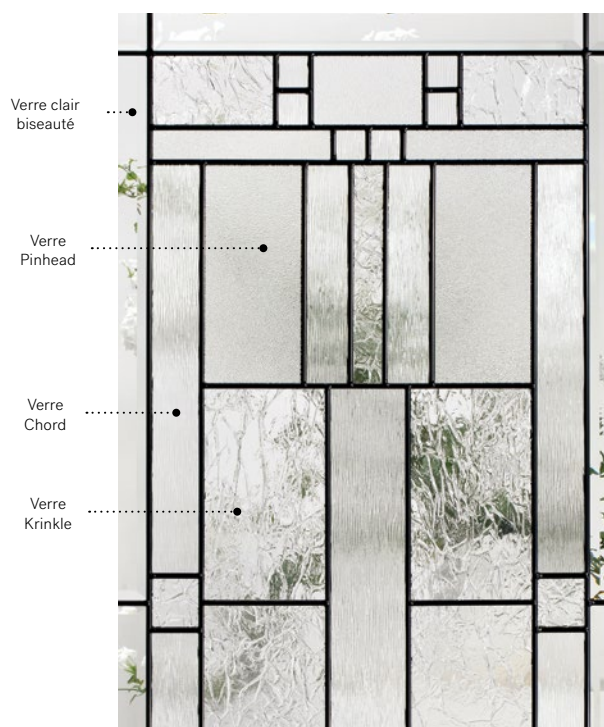 Verre clair
biseauté
Verre
Pinhead
Verre
Chord
Verre
Krinkle